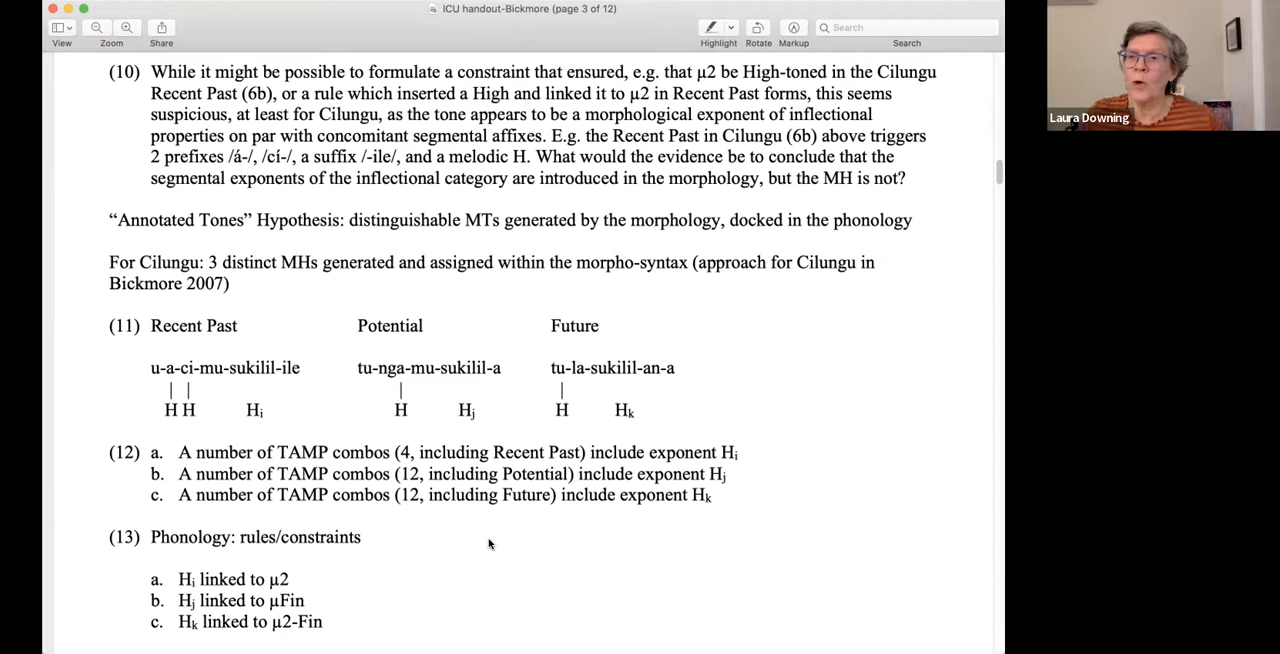 ICU handout-Bickmore (page 3 of 12)
View Zoom Share Highlight Rotate Markup Search
Search
(10) While it might be possible to formulate a constraint that ensured, e.g. that μ2 be High-toned in the Cilungu
Recent Past (6b), or a rule which inserted a High and linked it to μ2 in Recent Past forms, this seems
suspicious, at least for Cilungu, as the tone appears to be a morphological exponent of inflectional
properties on par with concomitant segmental affixes. E.g. the Recent Past in Cilungu (6b) above triggers
2 prefixes /á-/, /cí-/, a suffix /-ile/, and a melodic H. What would the evidence be to conclude that the
segmental exponents of the inflectional category are introduced in the morphology, but the MH is not?
“Annotated Tones” Hypothesis: distinguishable MTs generated by the morphology, docked in the phonology
For Cilungu: 3 distinct MHs generated and assigned within the morpho-syntax (approach for Cilungu in
Bickmore 2007)
(11) Recent Past Potential Future
u-a-ci-mu-sukilil-ile tu-nga-mu-sukilil-a tu-la-sukilil-an-a
| | | |
H H Hi H Hj H Hk
(12) a. A number of TAMP combos (4, including Recent Past) include exponent Hi
b. A number of TAMP combos (12, including Potential) include exponent Hj
c. A number of TAMP combos (12, including Future) include exponent Hk
(13) Phonology: rules/constraints
a. Hi linked to μ2
b. Hj linked to μFin
c. Hk linked to μ2-Fin
Laura Downing